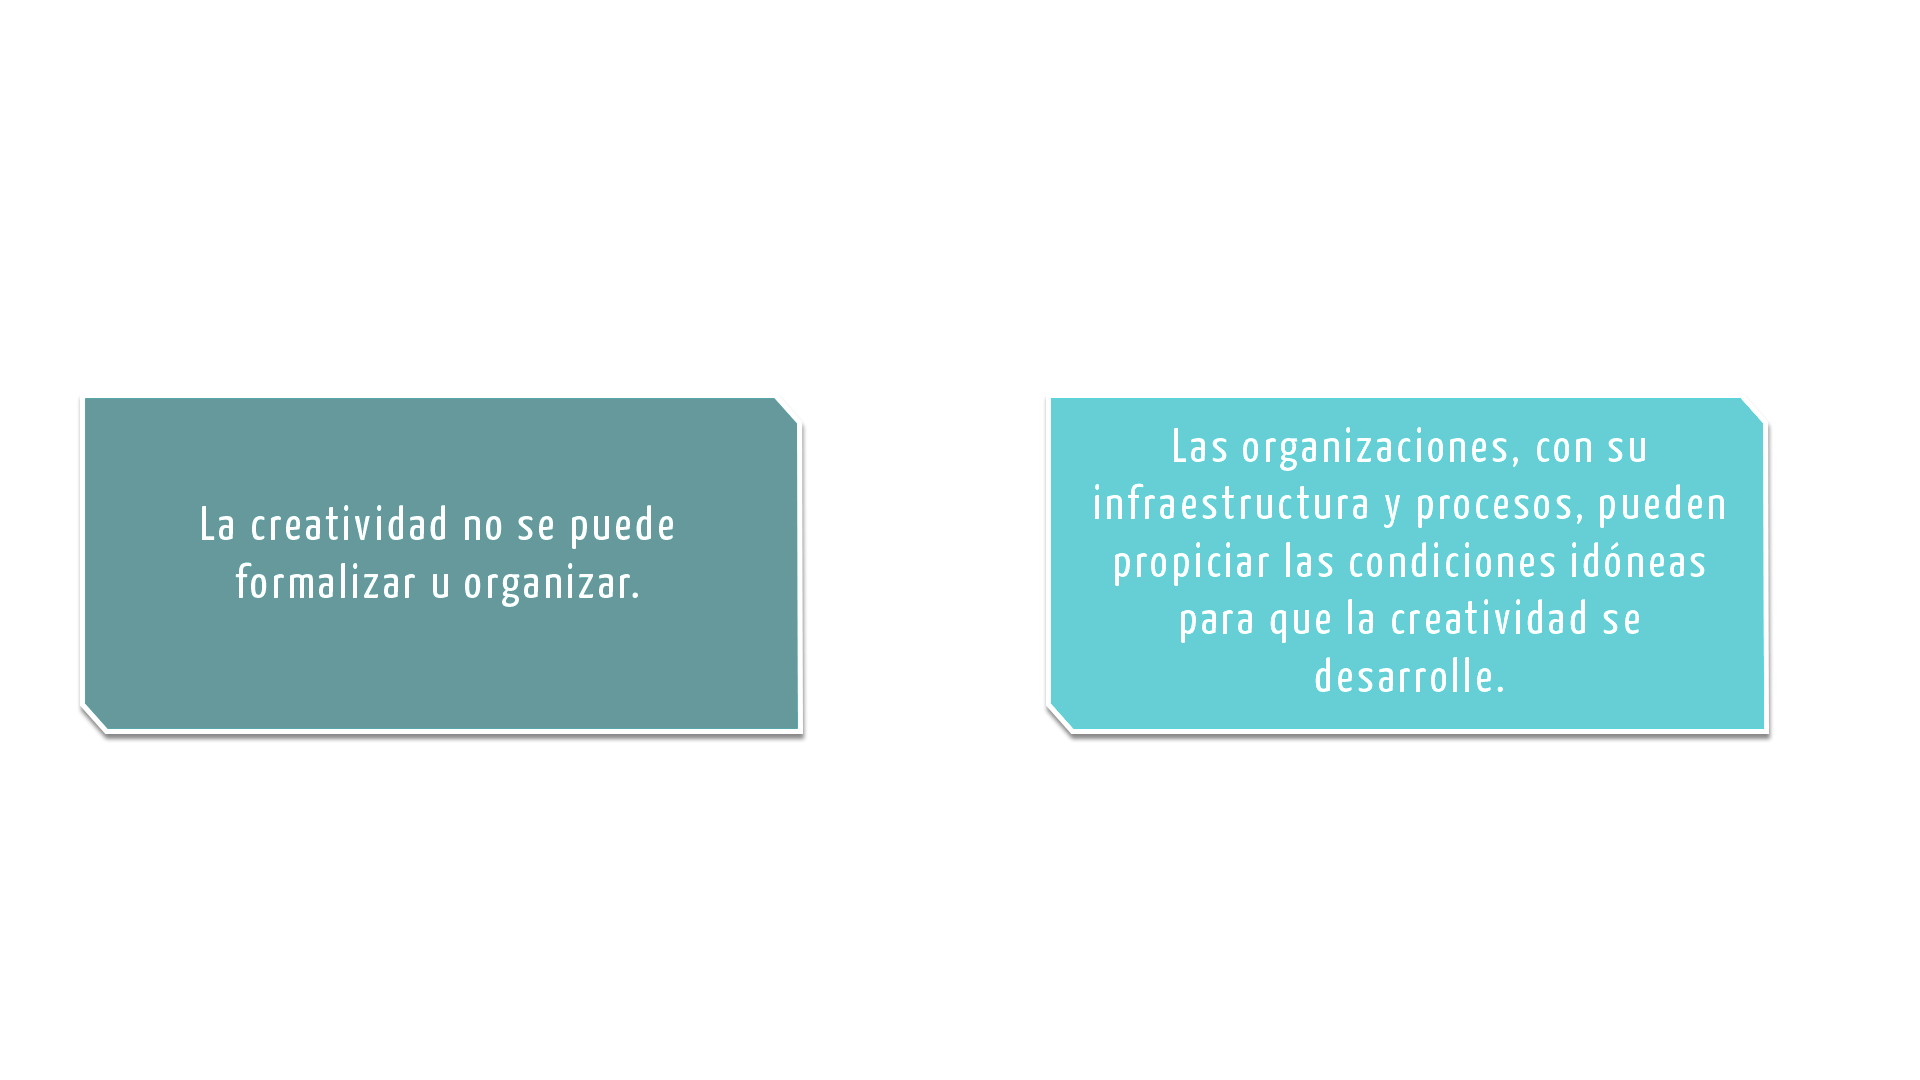 La creatividad no se puede
formalizar u organizar.
Las organizaciones, con su
infraestructura y procesos, pueden
propiciar las condiciones idóneas
para que la creatividad se
desarrolle.